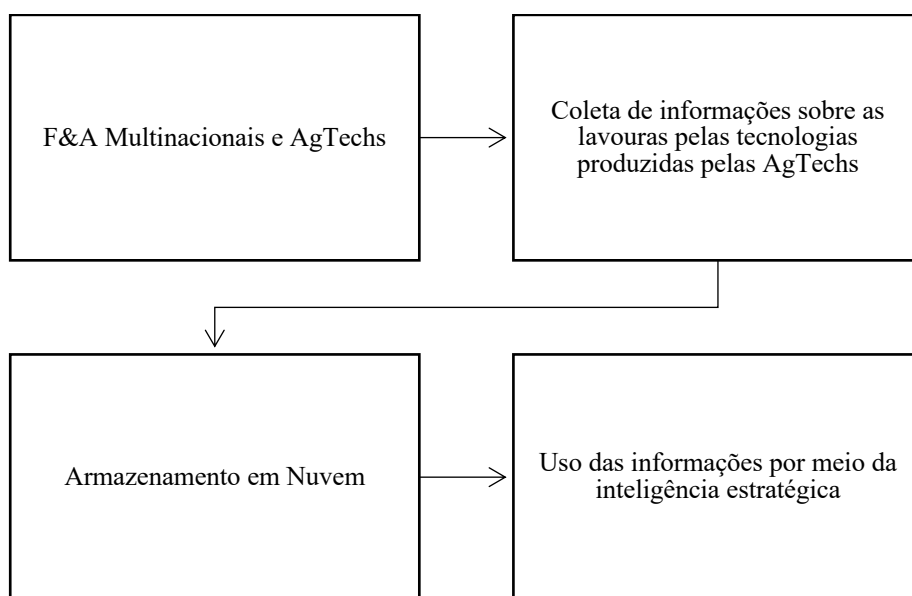 F&A Multinacionais e AgTechs
Coleta de informações sobre as
lavouras pelas tecnologias
produzidas pelas AgTechs
Armazenamento em Nuvem
Uso das informações por meio da
inteligência estratégica